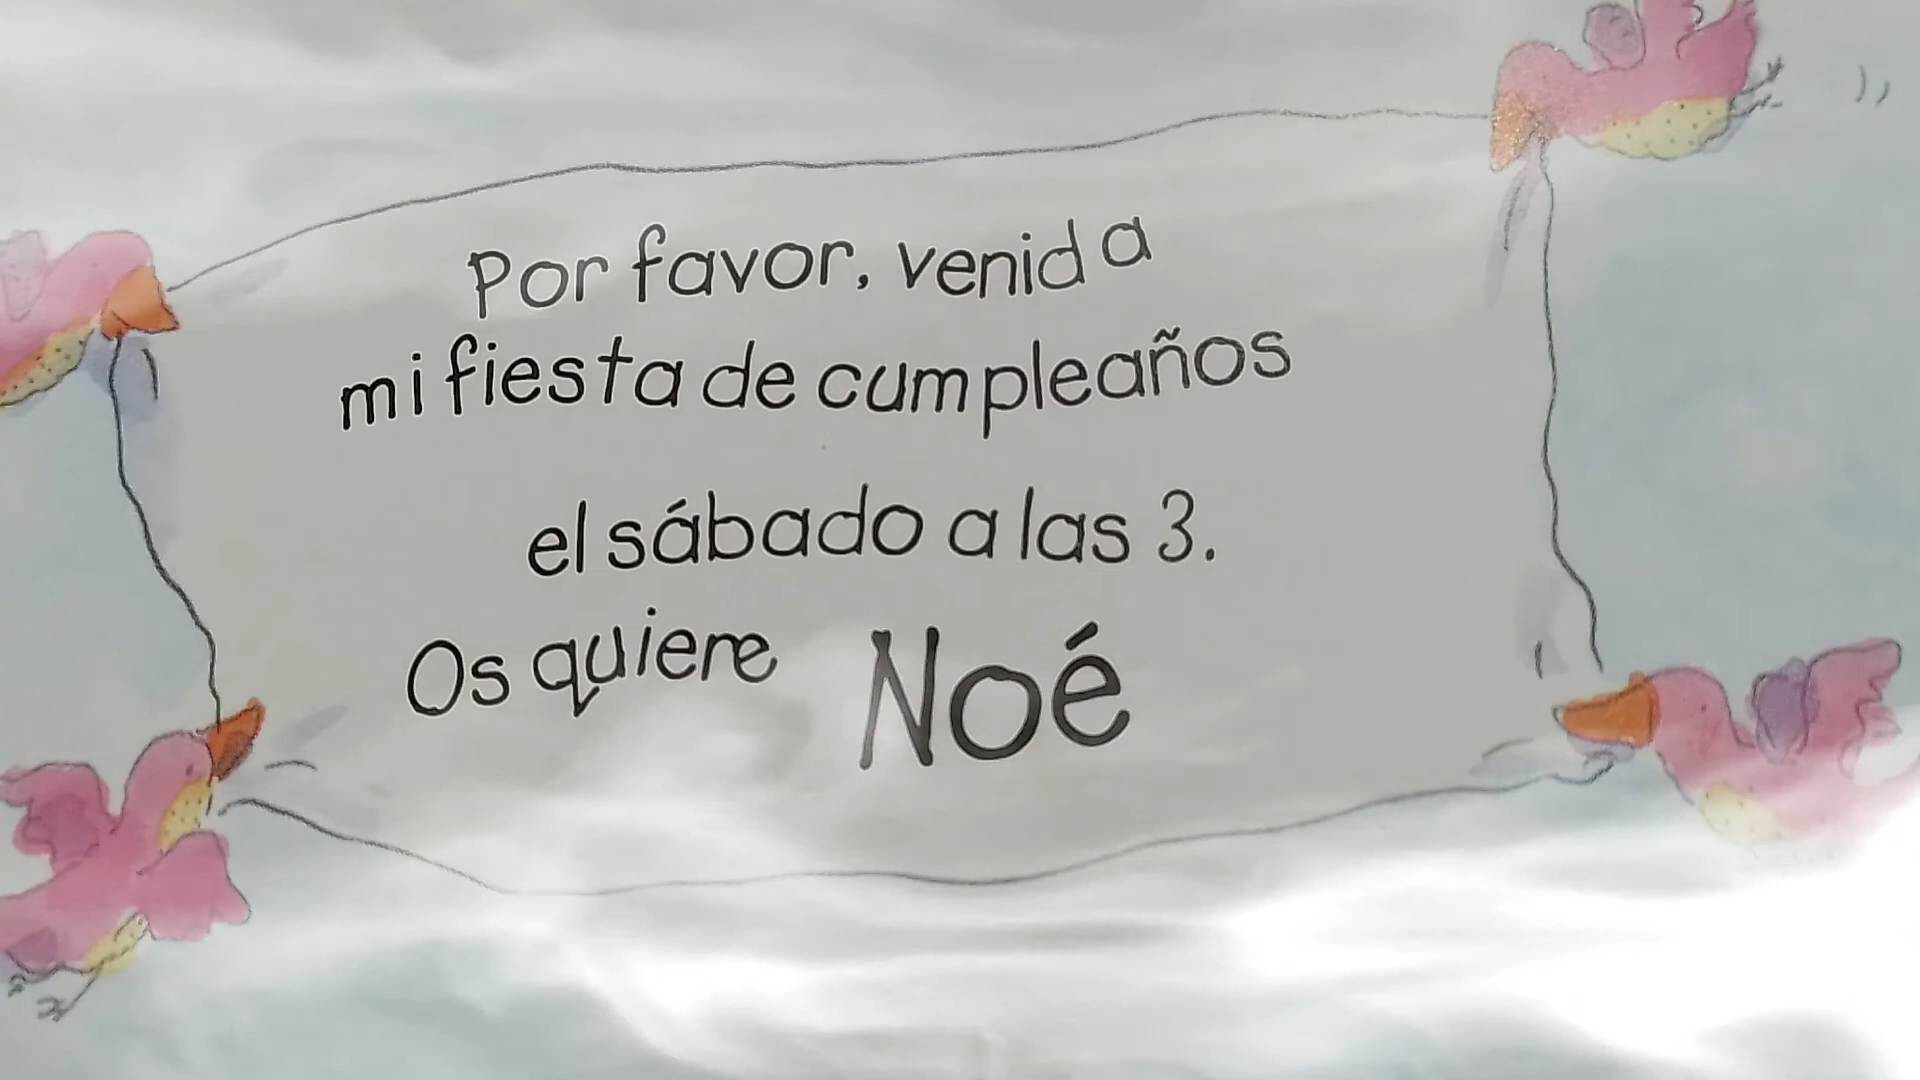 Por favor, venid a
mi fiesta de cumpleaños
el sábado a las 3.
Os quiere Noé